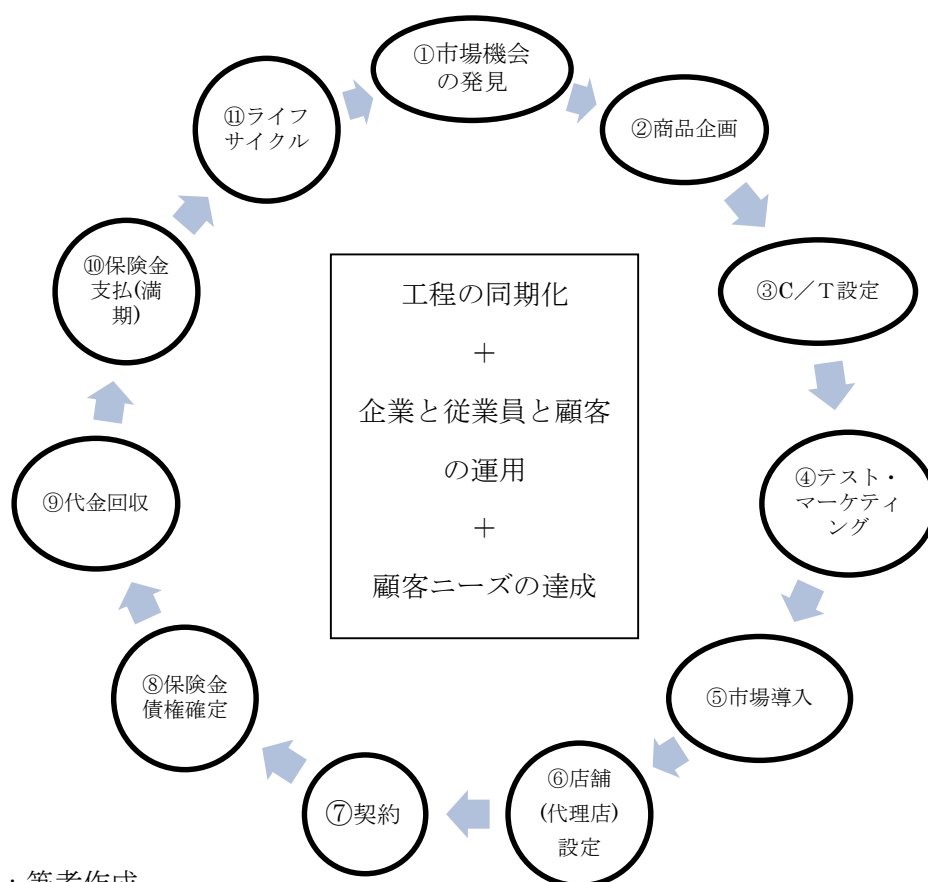 ①市場機会
の発見
②商品企画
③C／T設定
④テスト・
マーケティ
ング
⑤市場導入
⑥店舗
(代理店)
設定
⑦契約
⑧保険金
債権確定
⑨代金回収
⑩保険金
支払(満
期)
⑪ライフ
サイクル
工程の同期化
＋
企業と従業員と顧客
の運用
＋
顧客ニーズの達成